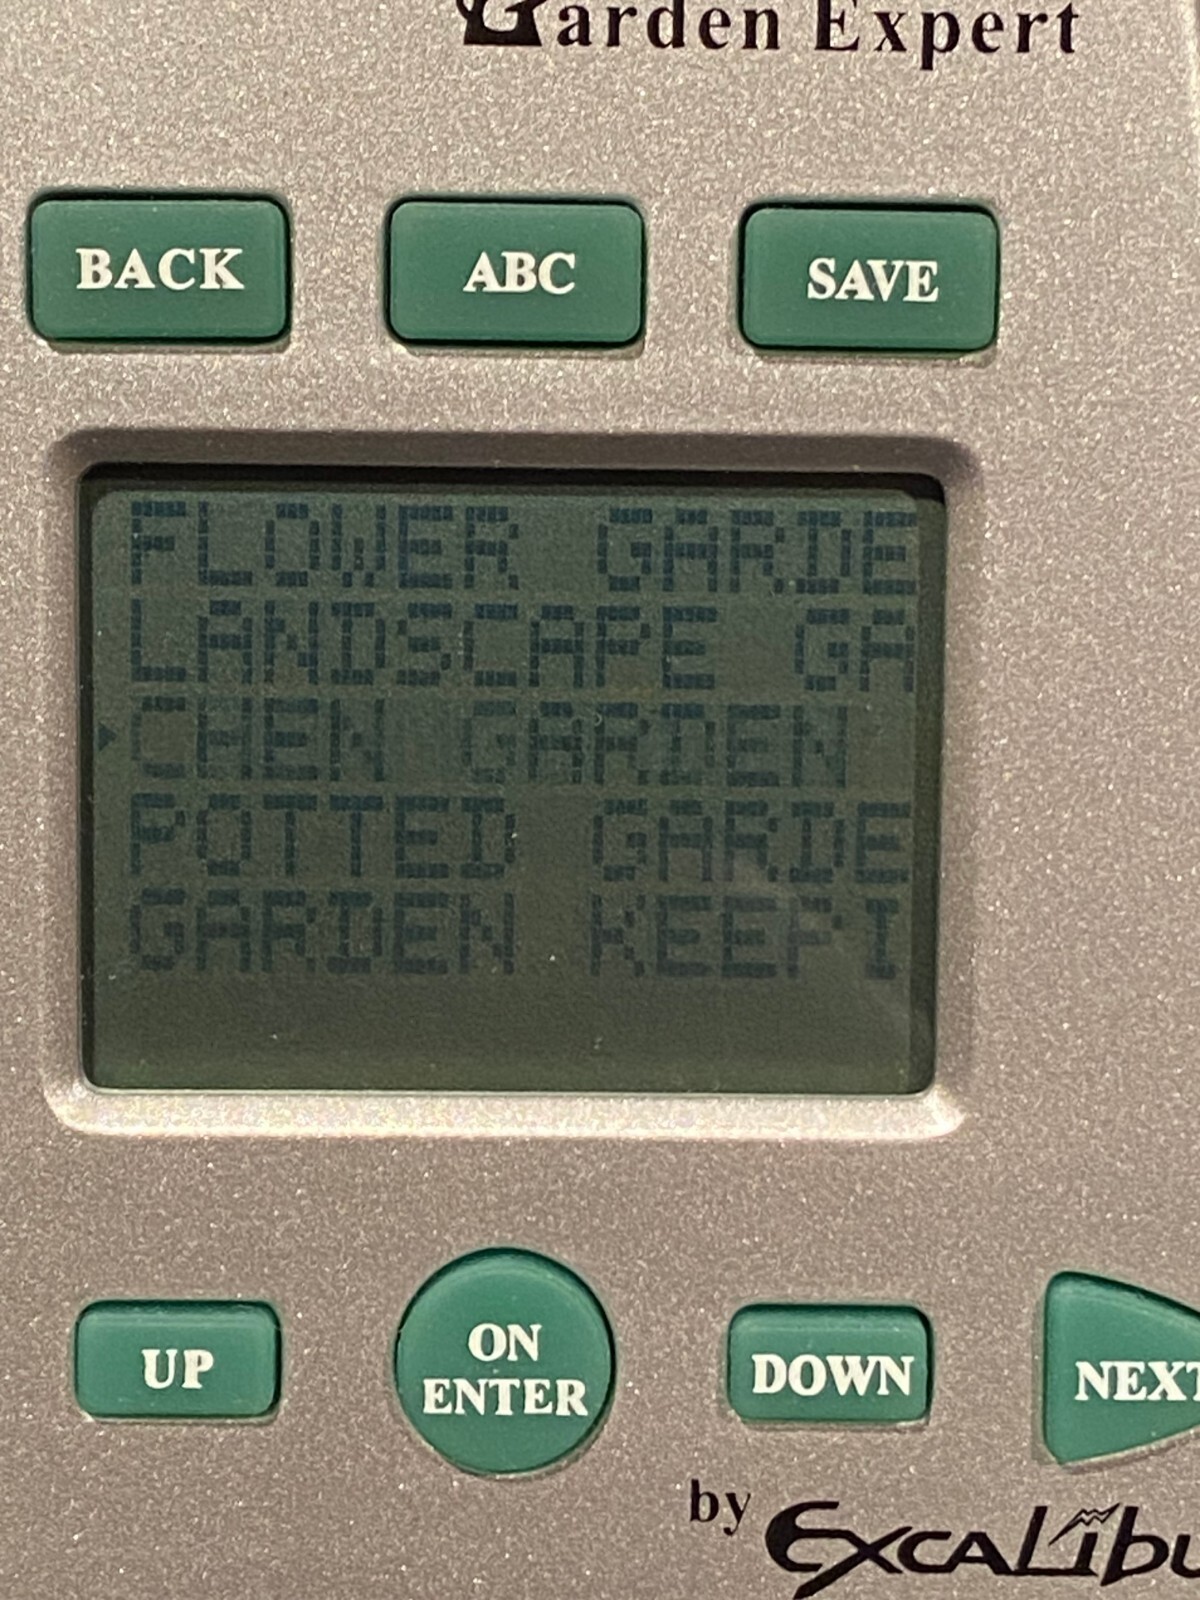 Garden Expert
BACK ABC SAVE
FLOWER GARDE
LANDSCAPE GA
CHEN GARDEN
POTTED GARDE
GARDEN KEEPI
UP ON ENTER DOWN NEXT
by EXCALibu